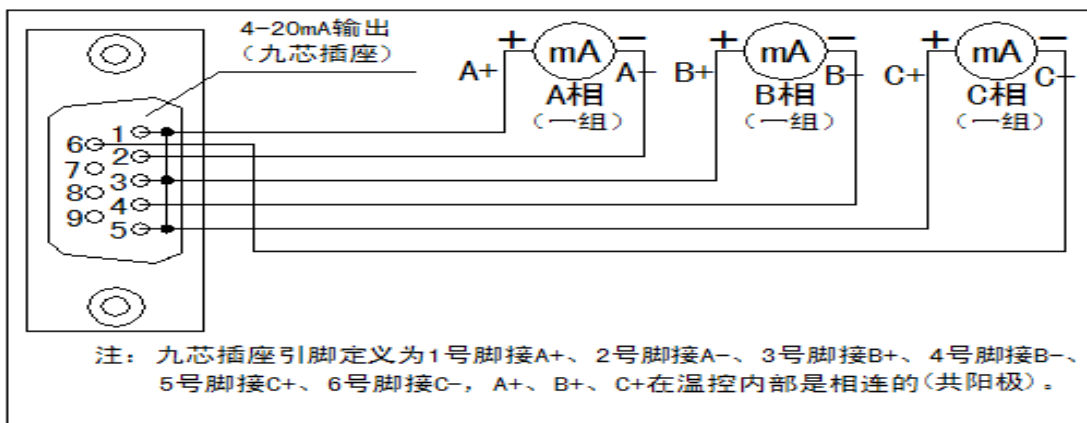 4-20mA输出
(九芯插座)
+ mA −
A+ A−
A相
(一组)
+ mA −
B+ B−
B相
(一组)
+ mA −
C+ C−
C相
(一组)
1
6
2
7
3
8
4
9
5
注：九芯插座引脚定义为1号脚接A+、2号脚接A-、3号脚接B+、4号脚接B-、
5号脚接C+、6号脚接C-，A+、B+、C+在温控内部是相连的(共阳极)。